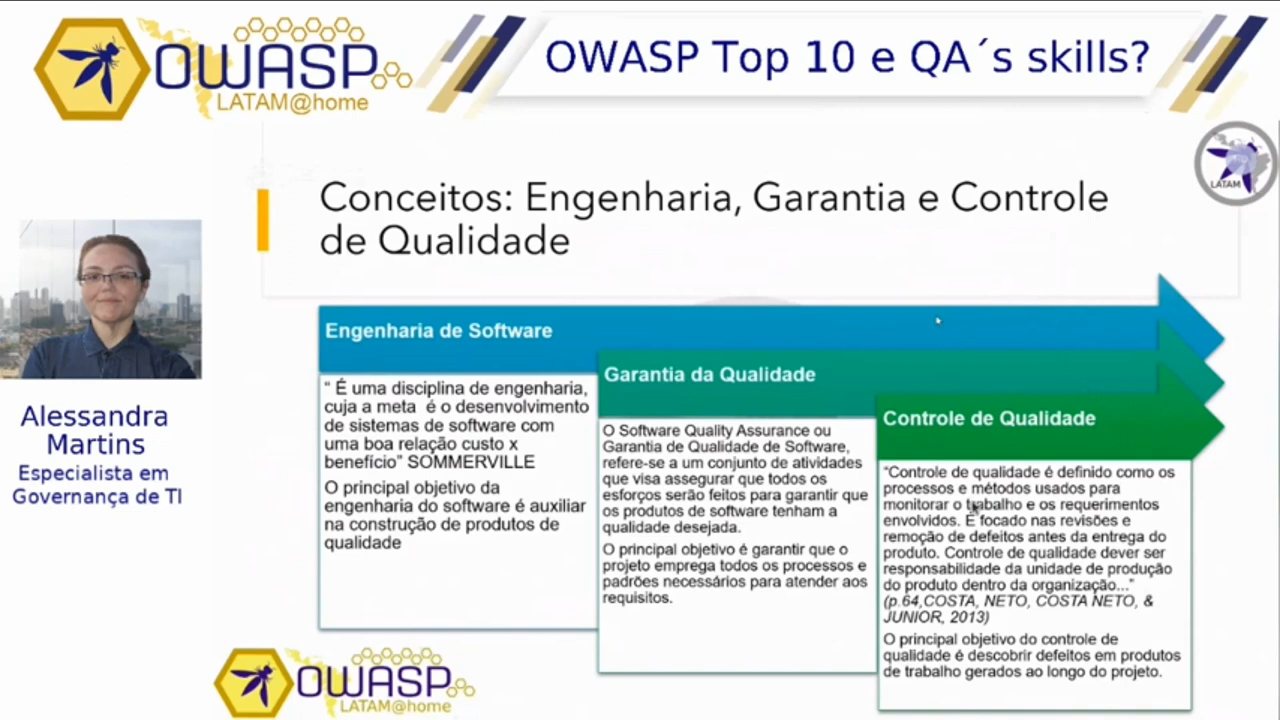 OWASP
LATAM@home
OWASP Top 10 e QA´s skills?
LATAM
Conceitos: Engenharia, Garantia e Controle
de Qualidade
Alessandra
Martins
Especialista em
Governança de TI
Engenharia de Software
“ É uma disciplina de engenharia,
cuja a meta é o desenvolvimento
de sistemas de software com
uma boa relação custo x
benefício” SOMMERVILLE
O principal objetivo da
engenharia do software é auxiliar
na construção de produtos de
qualidade
Garantia da Qualidade
O Software Quality Assurance ou
Garantia de Qualidade de Software,
refere-se a um conjunto de atividades
que visa assegurar que todos os
esforços serão feitos para garantir que
os produtos de software tenham a
qualidade desejada.
O principal objetivo é garantir que o
projeto emprega todos os processos e
padrões necessários para atender aos
requisitos.
Controle de Qualidade
“Controle de qualidade é definido como os
processos e métodos usados para
monitorar o trabalho e os requerimentos
envolvidos. É focado nas revisões e
remoção de defeitos antes da entrega do
produto. Controle de qualidade dever ser
responsabilidade da unidade de produção
do produto dentro da organização...”
(p.64,COSTA, NETO, COSTA NETO, &
JUNIOR, 2013)
O principal objetivo do controle de
qualidade é descobrir defeitos em produtos
de trabalho gerados ao longo do projeto.
OWASP
LATAM@home